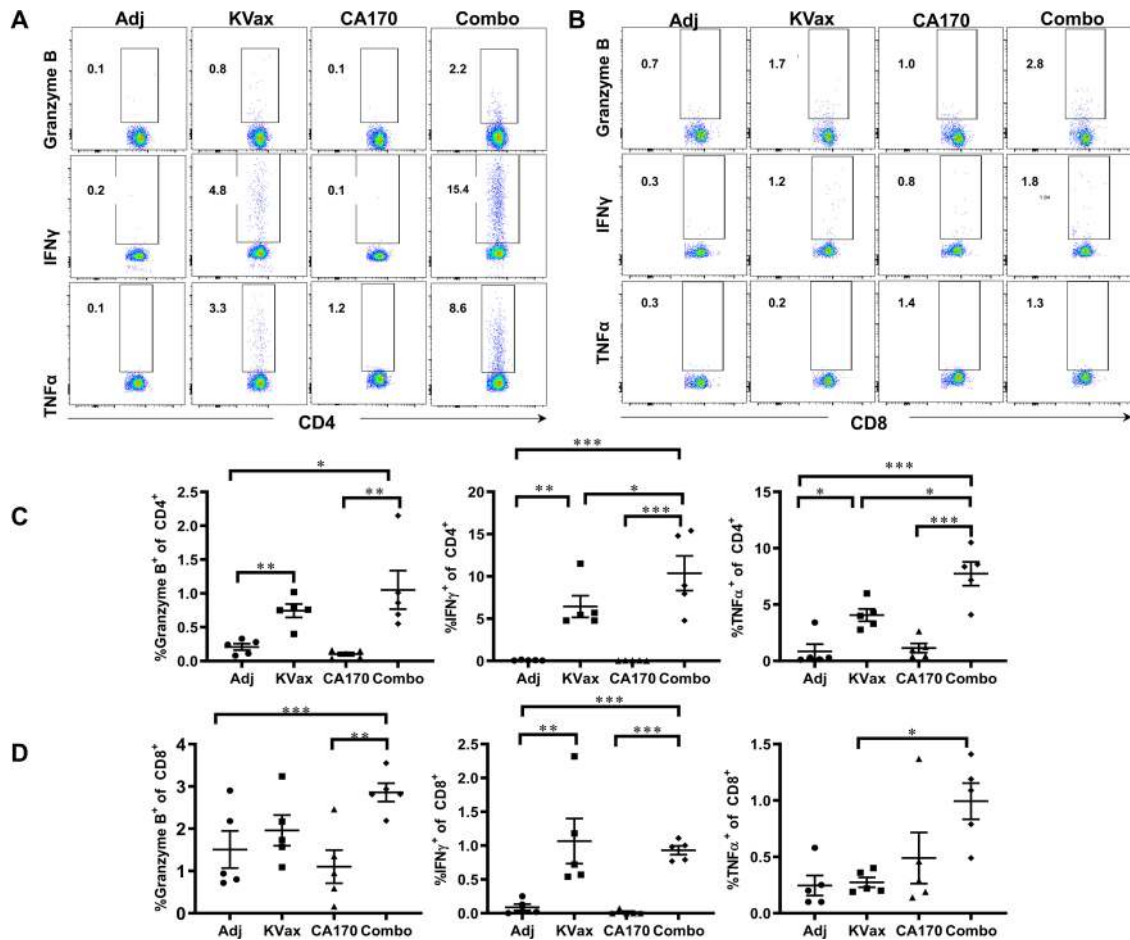 A
Adj KVax CA170 Combo
Granzyme B
0.1 0.8 0.1 2.2
IFNγ
0.2 4.8 0.1 15.4
TNFα
0.1 3.3 1.2 8.6
CD4
B
Adj KVax CA170 Combo
Granzyme B
0.7 1.7 1.0 2.8
IFNγ
0.3 1.2 0.8 1.8
TNFα
0.3 0.2 1.4 1.3
CD8
C
%Granzyme B+ of CD4+
2.5
2.0
1.5
1.0
0.5
0.0
* ** **
Adj KVax CA170 Combo
%IFNγ+ of CD4+
20
15
10
5
0
*** ** * ***
Adj KVax CA170 Combo
%TNFα+ of CD4+
15
10
5
0
*** * * ***
Adj KVax CA170 Combo
D
%Granzyme B+ of CD8+
4
3
2
1
0
*** **
Adj KVax CA170 Combo
%IFNγ+ of CD8+
2.5
2.0
1.5
1.0
0.5
0.0
*** ** ***
Adj KVax CA170 Combo
%TNFα+ of CD8+
1.5
1.0
0.5
0.0
*
Adj KVax CA170 Combo